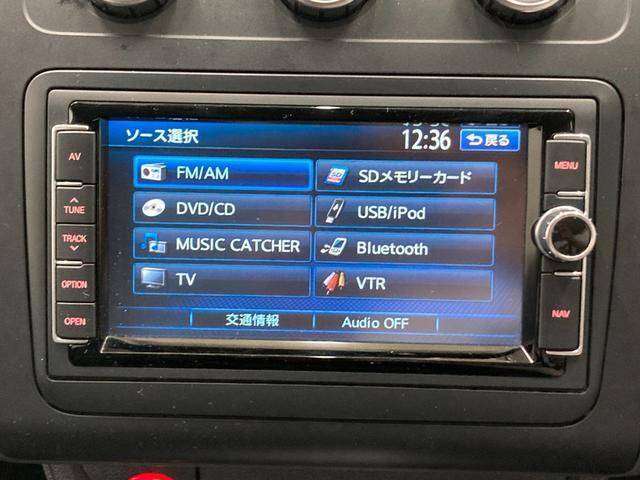 ソース選択
12:36
戻る
AV
TUNE
TRACK
OPTION
OPEN
FM/AM
DVD/CD
MUSIC CATCHER
TV
SDメモリーカード
USB/iPod
Bluetooth
VTR
交通情報
Audio OFF
MENU
NAV